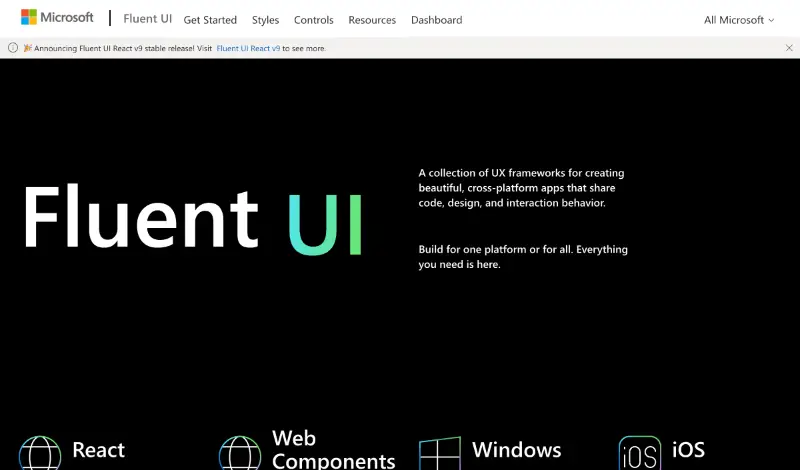 Microsoft
Fluent UI
Get Started
Styles
Controls
Resources
Dashboard
All Microsoft
Announcing Fluent UI React v9 stable release! Visit Fluent UI React v9 to see more.
Fluent UI
A collection of UX frameworks for creating
beautiful, cross-platform apps that share
code, design, and interaction behavior.
Build for one platform or for all. Everything
you need is here.
React
Web
Components
Windows
iOS
iOS